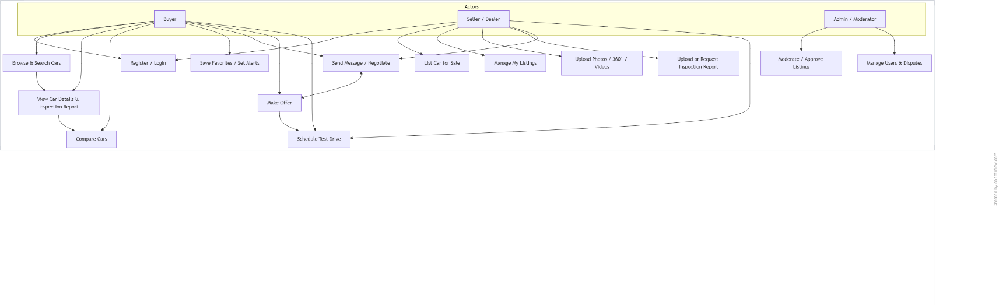 Actors
Buyer
Seller / Dealer
Admin / Moderator
Browse & Search Cars
Register / Login
Save Favorites / Set Alerts
Send Message / Negotiate
List Car for Sale
Manage My Listings
Upload Photos / 360° /
Videos
Upload or Request
Inspection Report
Moderate / Approve
Listings
Manage Users & Disputes
View Car Details &
Inspection Report
Make Offer
Compare Cars
Schedule Test Drive
Created by codetoflow.com